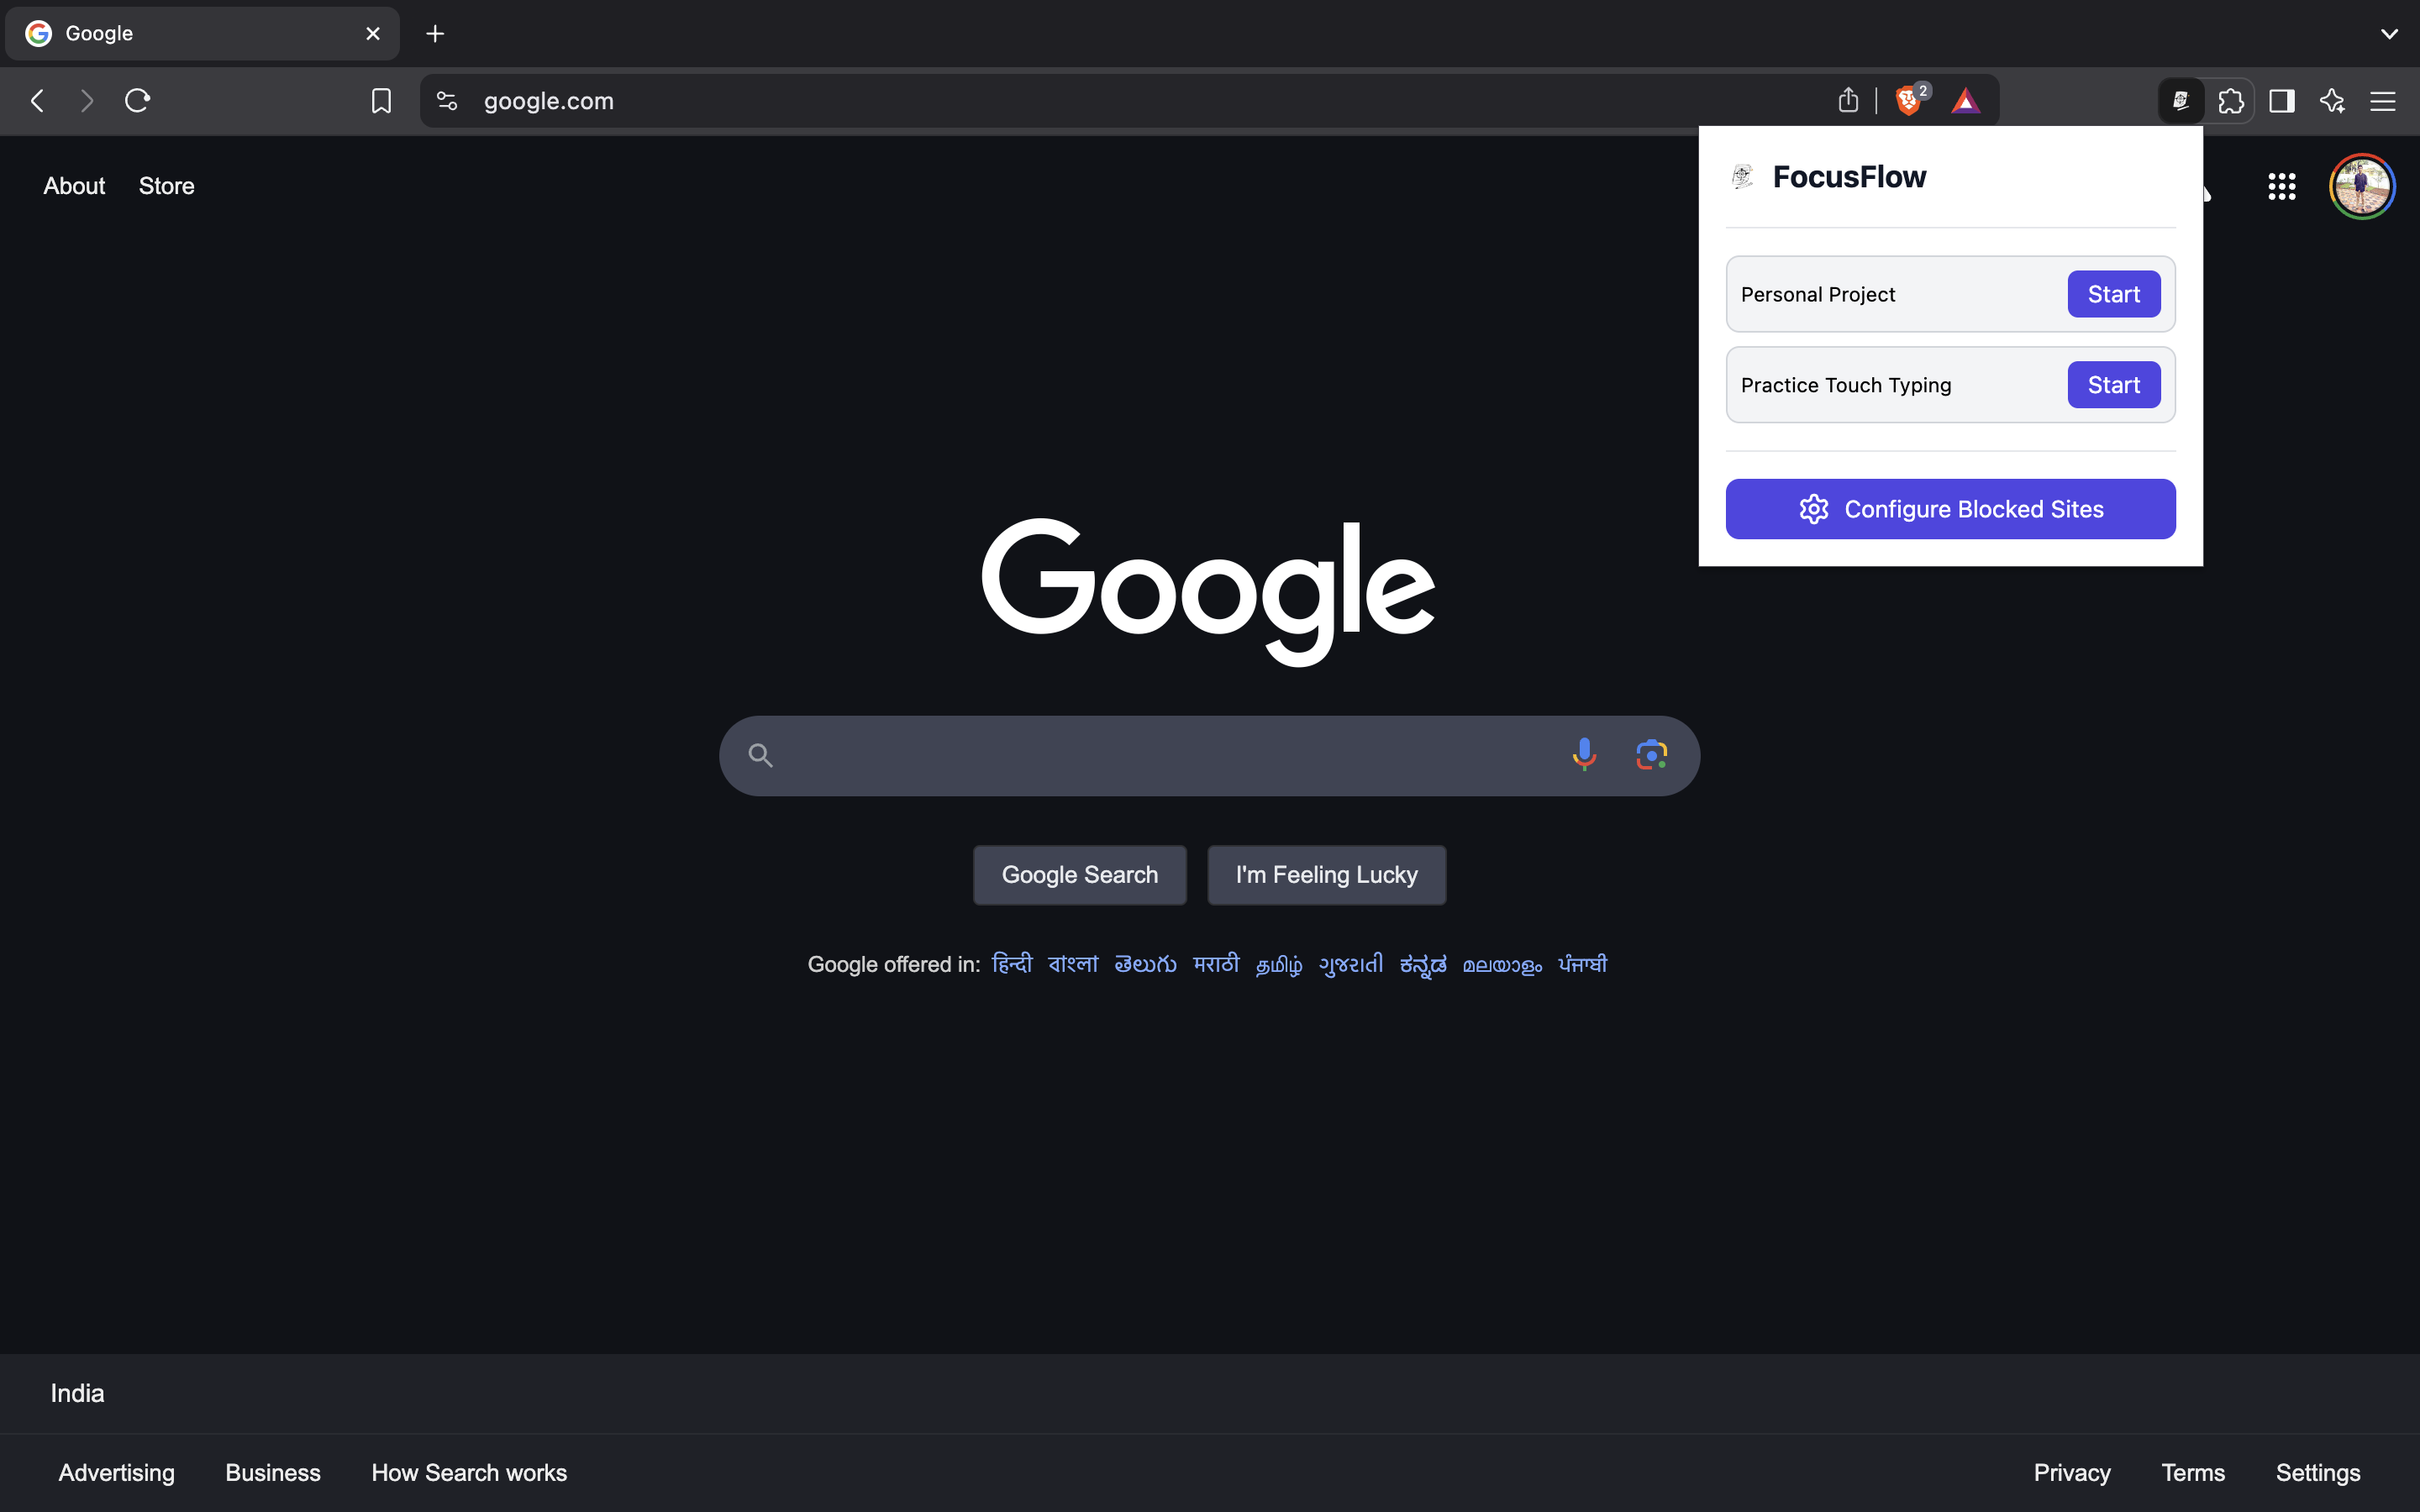 Google
google.com
2
About Store
FocusFlow
Personal Project Start
Practice Touch Typing Start
Configure Blocked Sites
Google
Google Search I'm Feeling Lucky
Google offered in: हिन्दी বাংলা తెలుగు मराठी தமிழ் ગુજરાતી ಕನ್ನಡ മലയാളം ਪੰਜਾਬੀ
India
Advertising Business How Search works Privacy Terms Settings